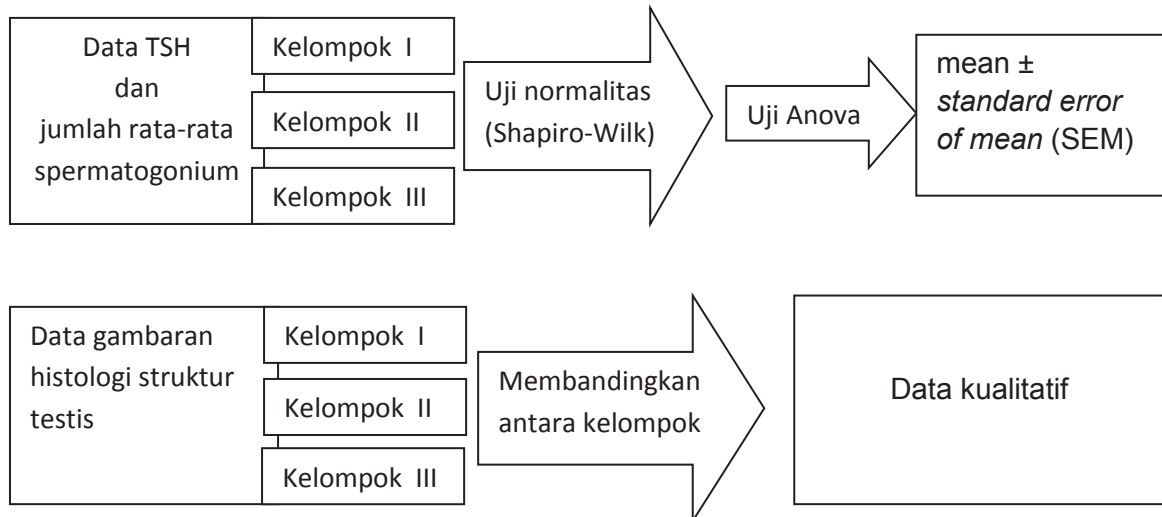 Data TSH
dan
jumlah rata-rata
spermatogonium
Kelompok I
Kelompok II
Kelompok III
Uji normalitas
(Shapiro-Wilk)
Uji Anova
mean ±
standard error
of mean (SEM)
Data gambaran
histologi struktur
testis
Kelompok I
Kelompok II
Kelompok III
Membandingkan
antara kelompok
Data kualitatif